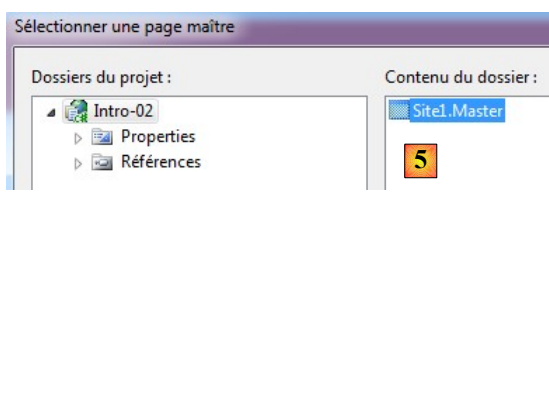 Sélectionner une page maître
Dossiers du projet :
Contenu du dossier :
Intro-02
Site1.Master
Properties
Références
5